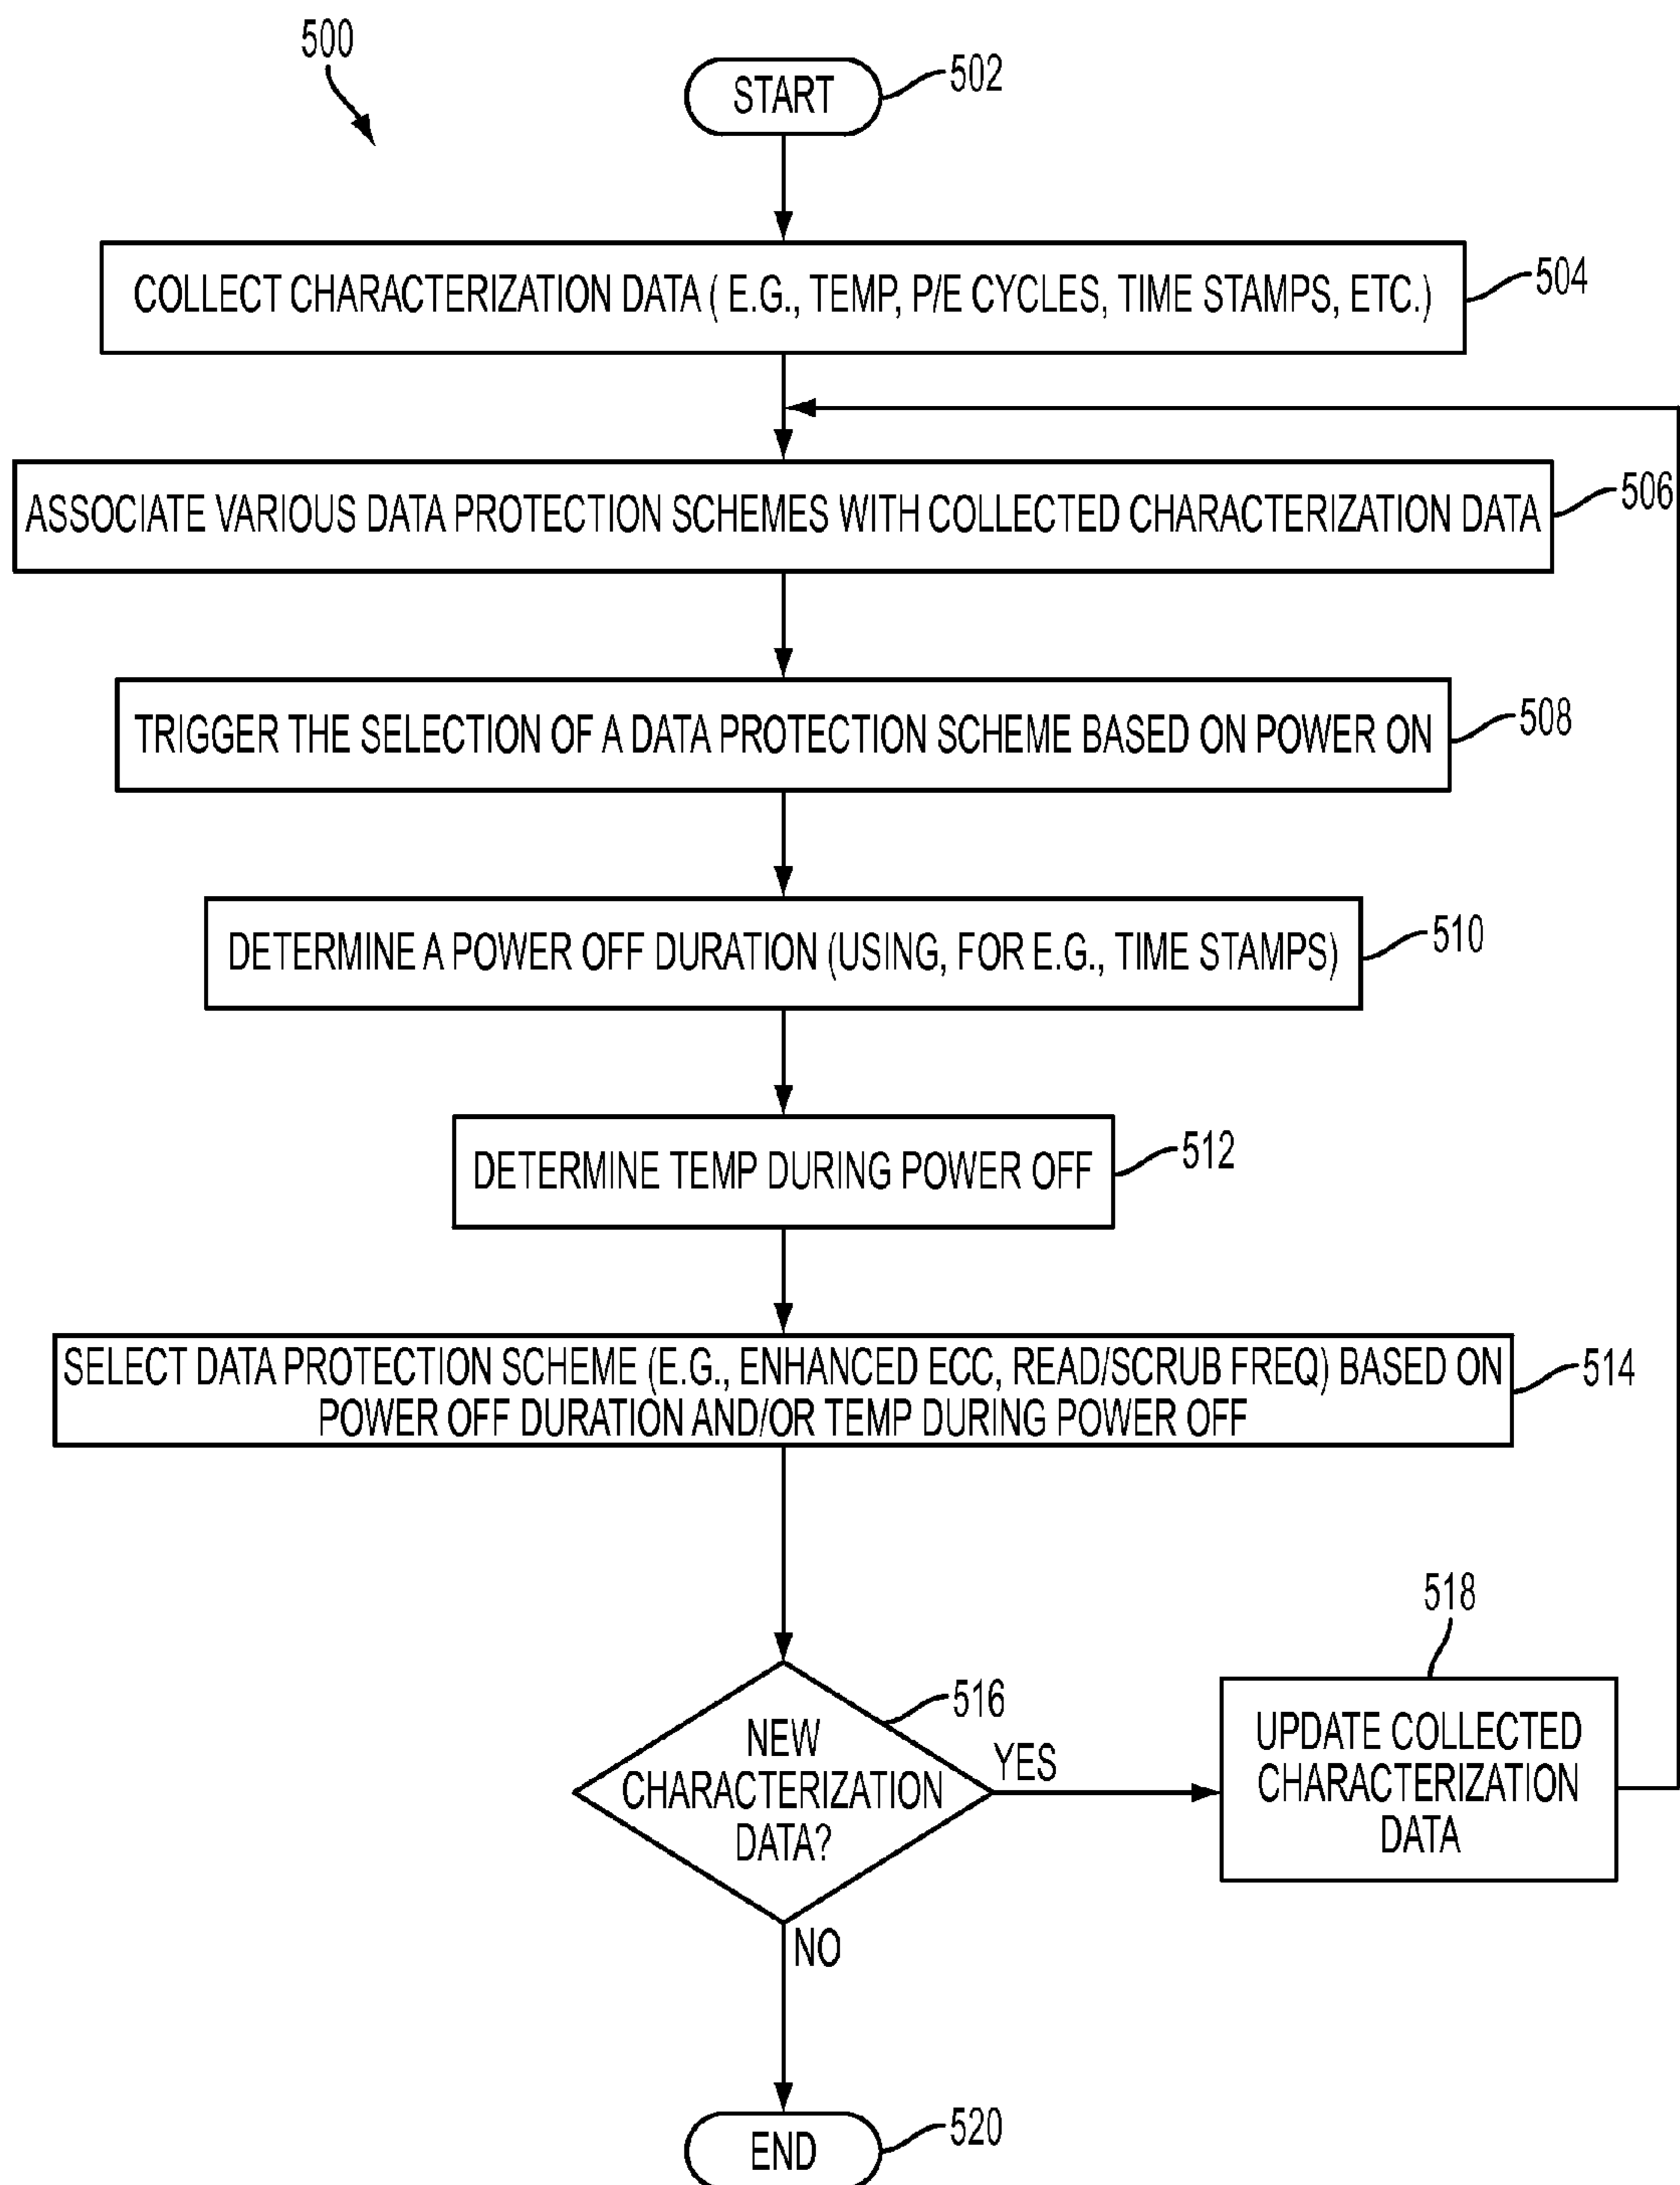 500
START
502
COLLECT CHARACTERIZATION DATA ( E.G., TEMP, P/E CYCLES, TIME STAMPS, ETC.)
504
ASSOCIATE VARIOUS DATA PROTECTION SCHEMES WITH COLLECTED CHARACTERIZATION DATA
506
TRIGGER THE SELECTION OF A DATA PROTECTION SCHEME BASED ON POWER ON
508
DETERMINE A POWER OFF DURATION (USING, FOR E.G., TIME STAMPS)
510
DETERMINE TEMP DURING POWER OFF
512
SELECT DATA PROTECTION SCHEME (E.G., ENHANCED ECC, READ/SCRUB FREQ) BASED ON
POWER OFF DURATION AND/OR TEMP DURING POWER OFF
514
NEW
CHARACTERIZATION
DATA?
516
YES
518
UPDATE COLLECTED
CHARACTERIZATION
DATA
NO
END
520